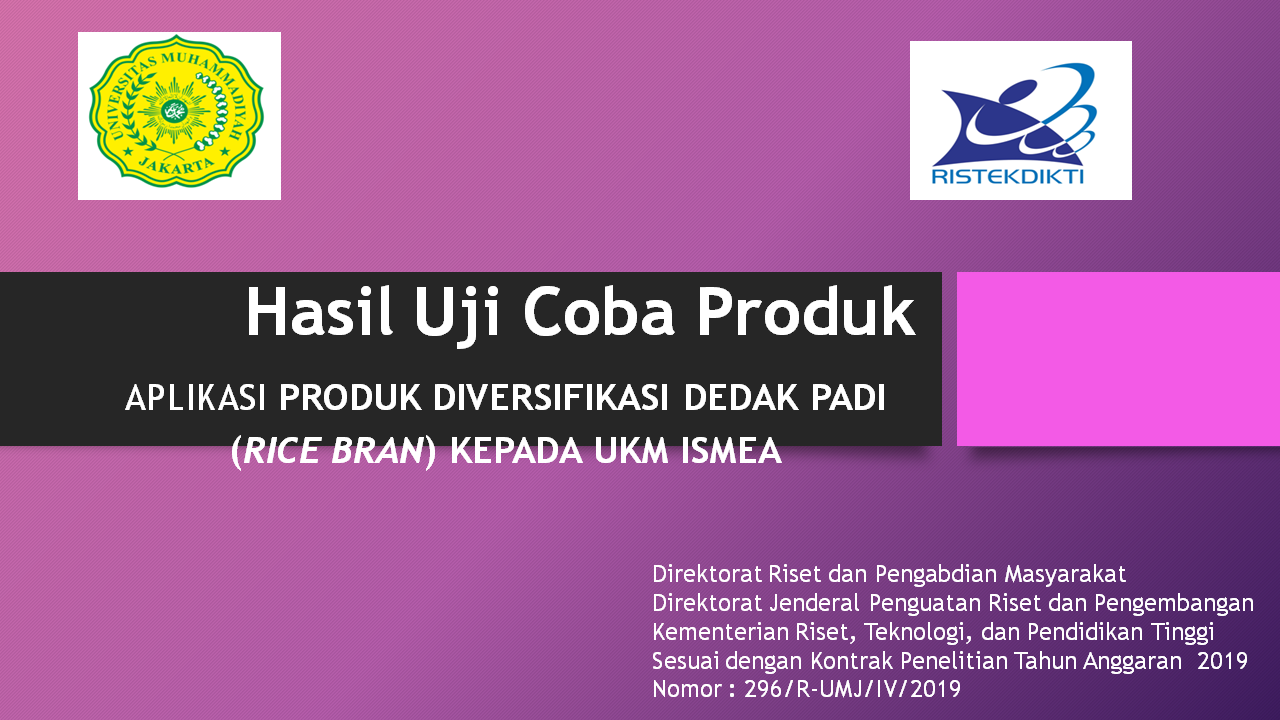 UNIVERSITAS MUHAMMADIYAH
JAKARTA
RISTEKDIKTI
Hasil Uji Coba Produk
APLIKASI PRODUK DIVERSIFIKASI DEDAK PADI
(RICE BRAN) KEPADA UKM ISMEA
Direktorat Riset dan Pengabdian Masyarakat
Direktorat Jenderal Penguatan Riset dan Pengembangan
Kementerian Riset, Teknologi, dan Pendidikan Tinggi
Sesuai dengan Kontrak Penelitian Tahun Anggaran 2019
Nomor : 296/R-UMJ/IV/2019